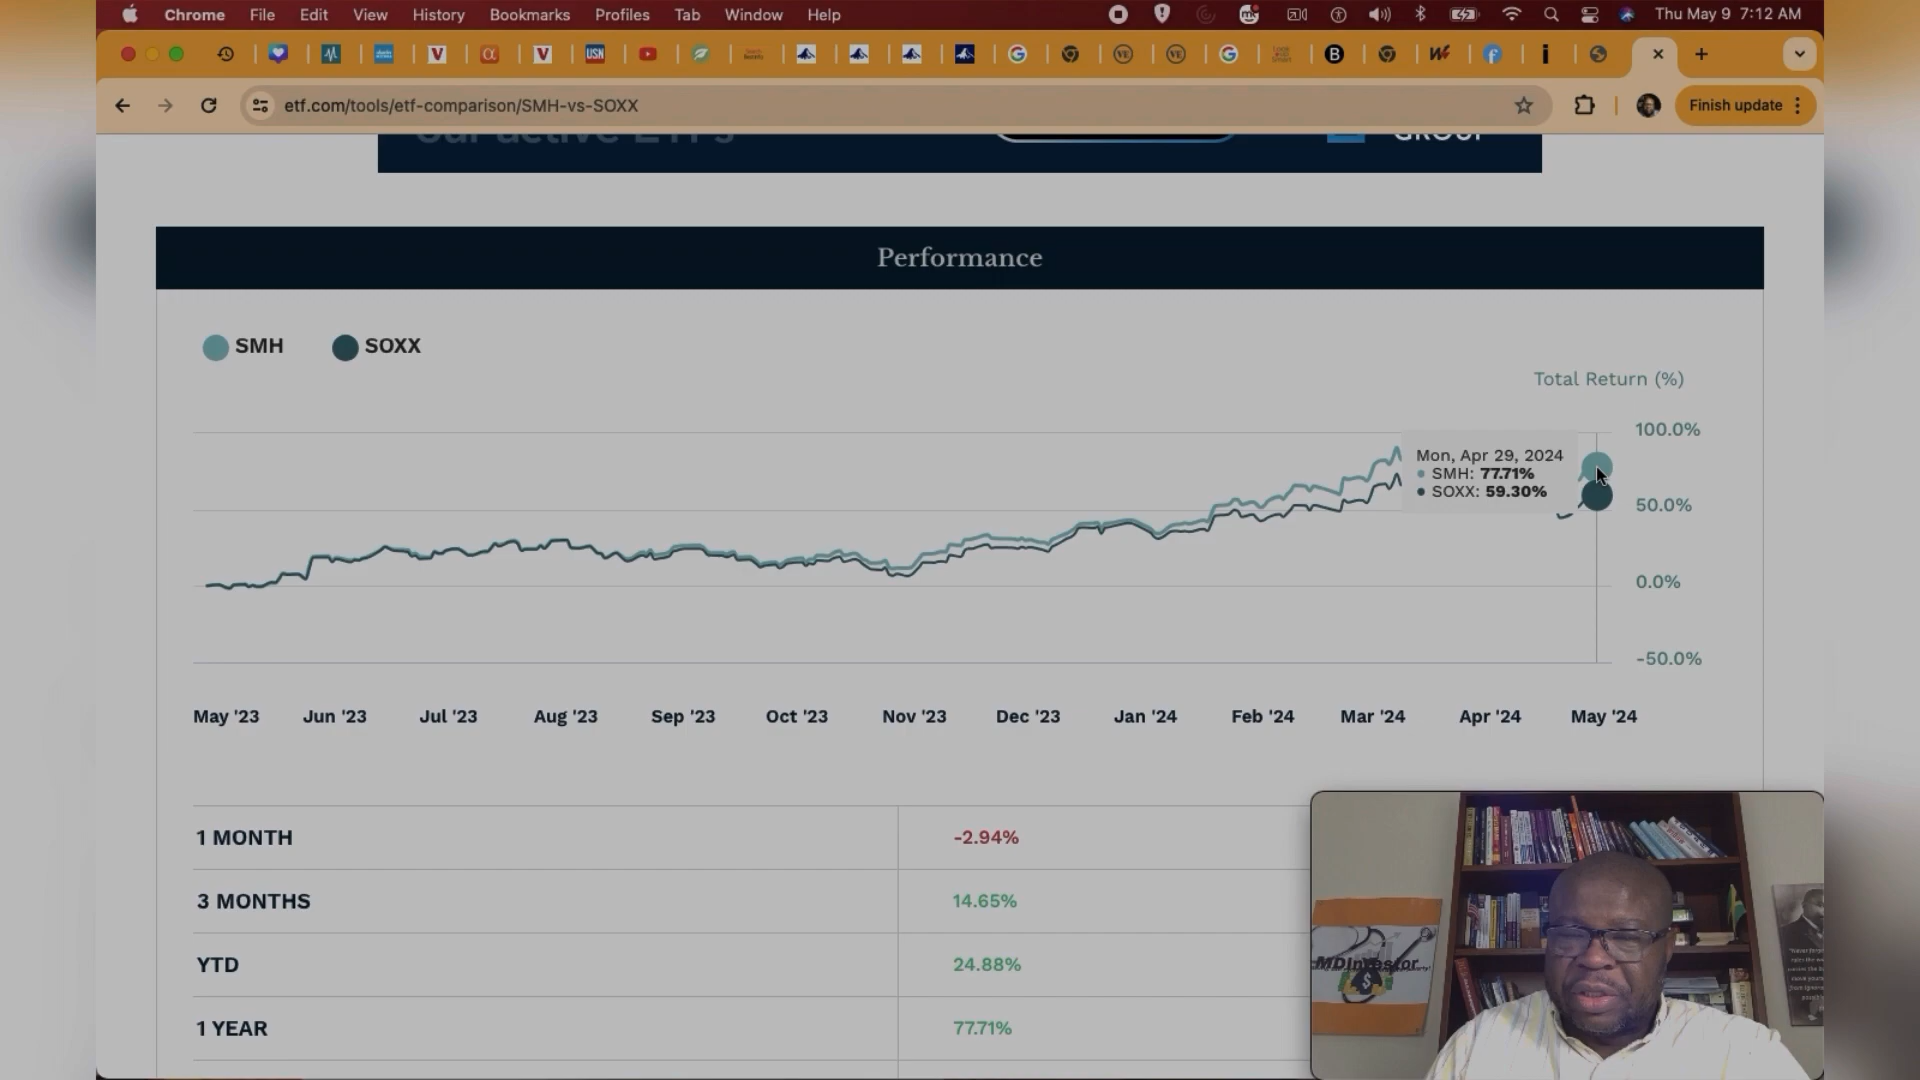 Chrome File Edit View History Bookmarks Profiles Tab Window Help Thu May 9 7:12 AM
etf.com/tools/etf-comparison/SMH-vs-SOXX Finish update
our active ETFs GROUP
Performance
SMH SOXX
Total Return (%)
100.0%
Mon, Apr 29, 2024
SMH: 77.71%
SOXX: 59.30%
50.0%
0.0%
-50.0%
May '23 Jun '23 Jul '23 Aug '23 Sep '23 Oct '23 Nov '23 Dec '23 Jan '24 Feb '24 Mar '24 Apr '24 May '24
1 MONTH -2.94%
3 MONTHS 14.65%
YTD 24.88%
1 YEAR 77.71%
MDInvestor